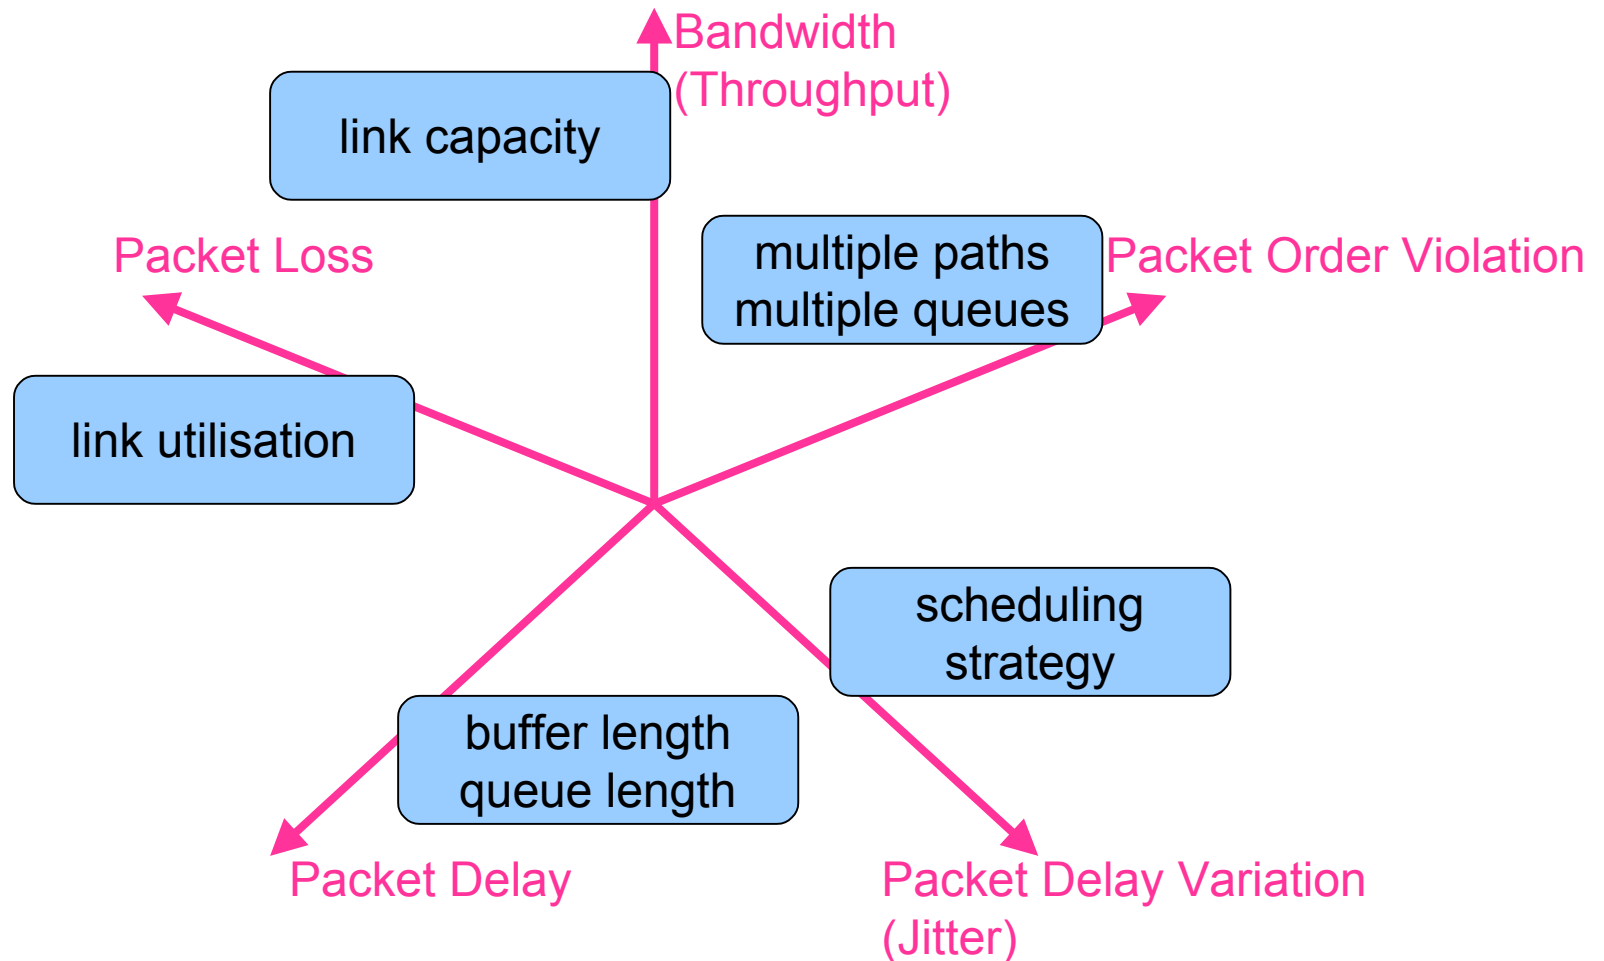 Bandwidth
(Throughput)
link capacity
Packet Loss
multiple paths
multiple queues
Packet Order Violation
link utilisation
scheduling
strategy
buffer length
queue length
Packet Delay
Packet Delay Variation
(Jitter)